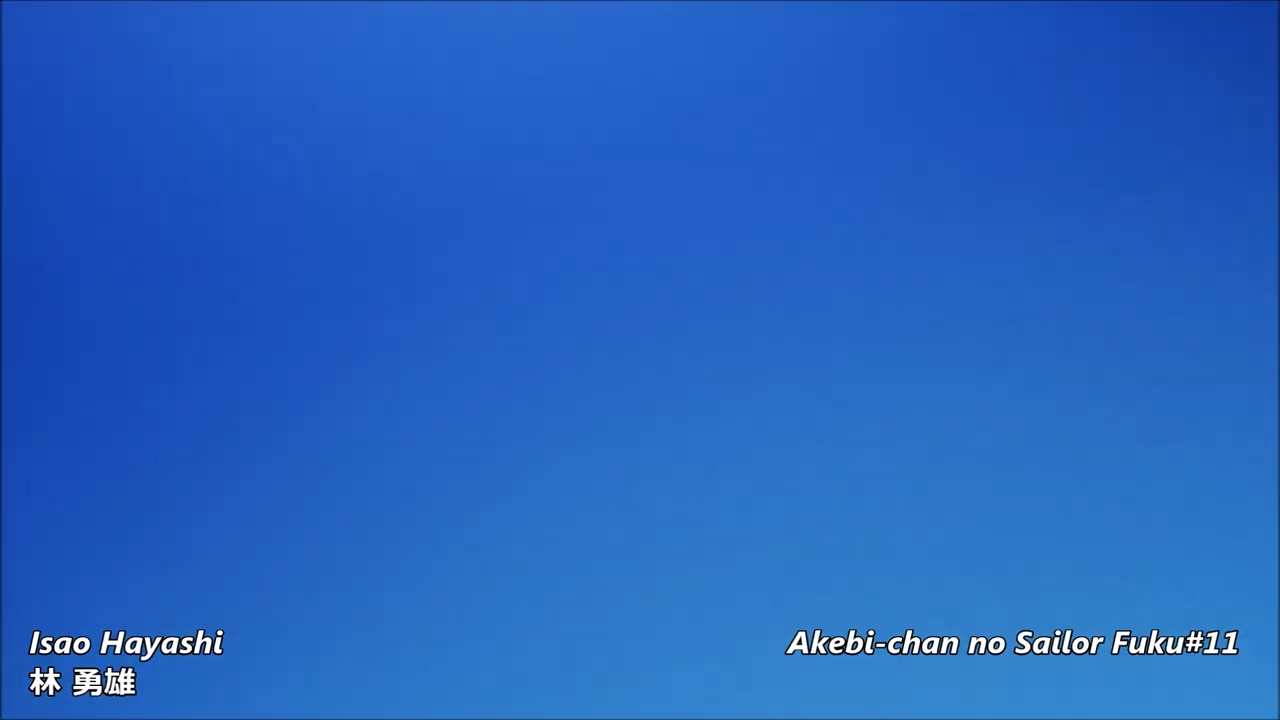 Isao Hayashi
林 勇雄
Akebi-chan no Sailor Fuku#11